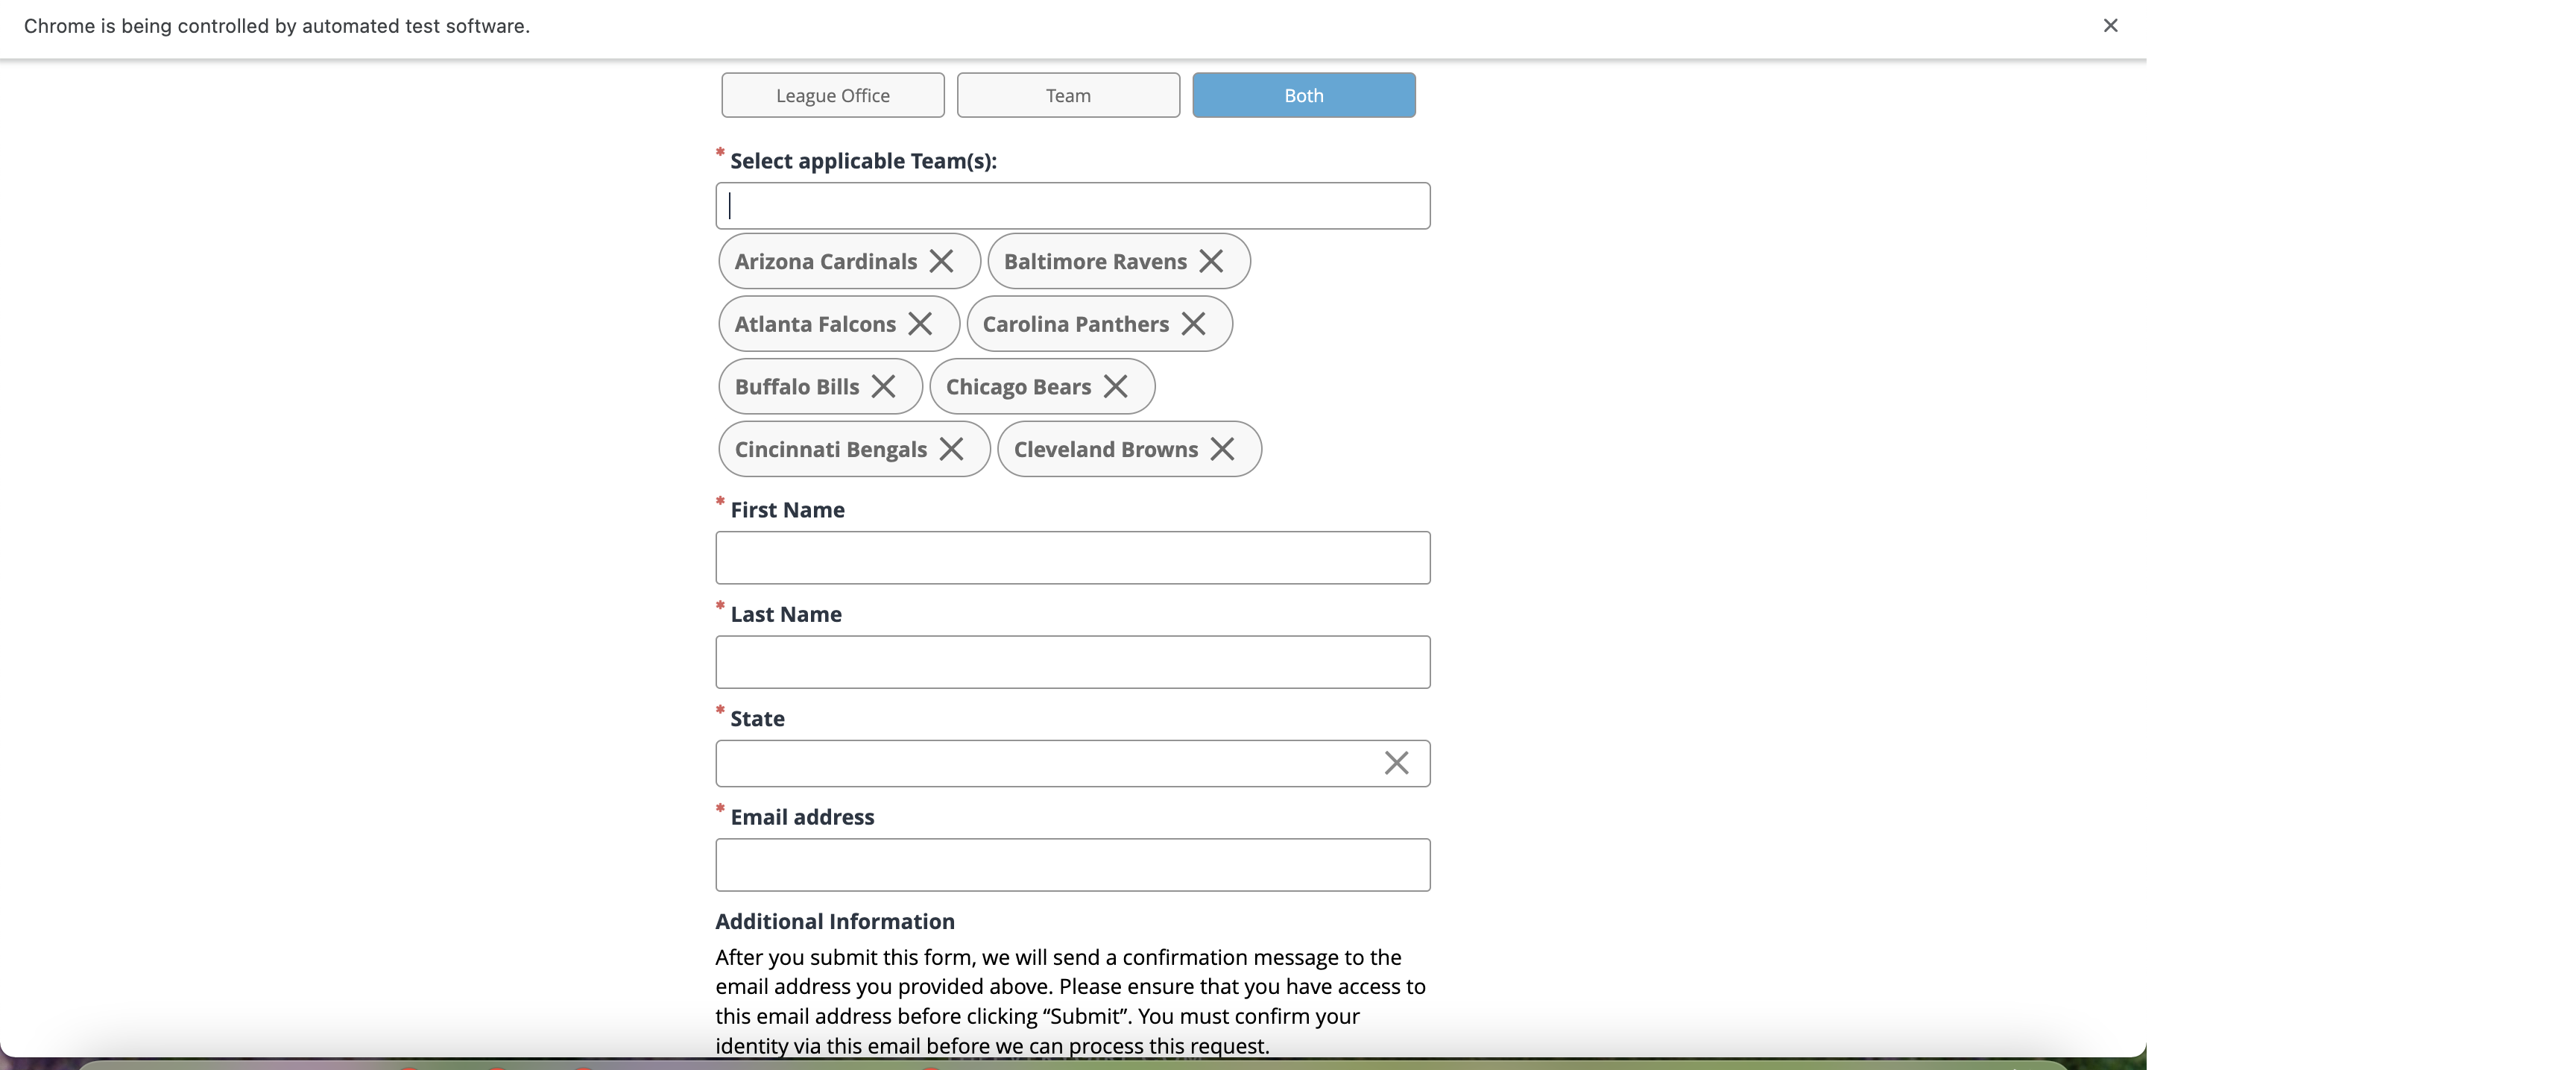 Chrome is being controlled by automated test software.
League Office Team Both
* Select applicable Team(s):
Arizona Cardinals Baltimore Ravens
Atlanta Falcons Carolina Panthers
Buffalo Bills Chicago Bears
Cincinnati Bengals Cleveland Browns
* First Name
* Last Name
* State
* Email address
Additional Information
After you submit this form, we will send a confirmation message to the
email address you provided above. Please ensure that you have access to
this email address before clicking “Submit”. You must confirm your
identity via this email before we can process this request.